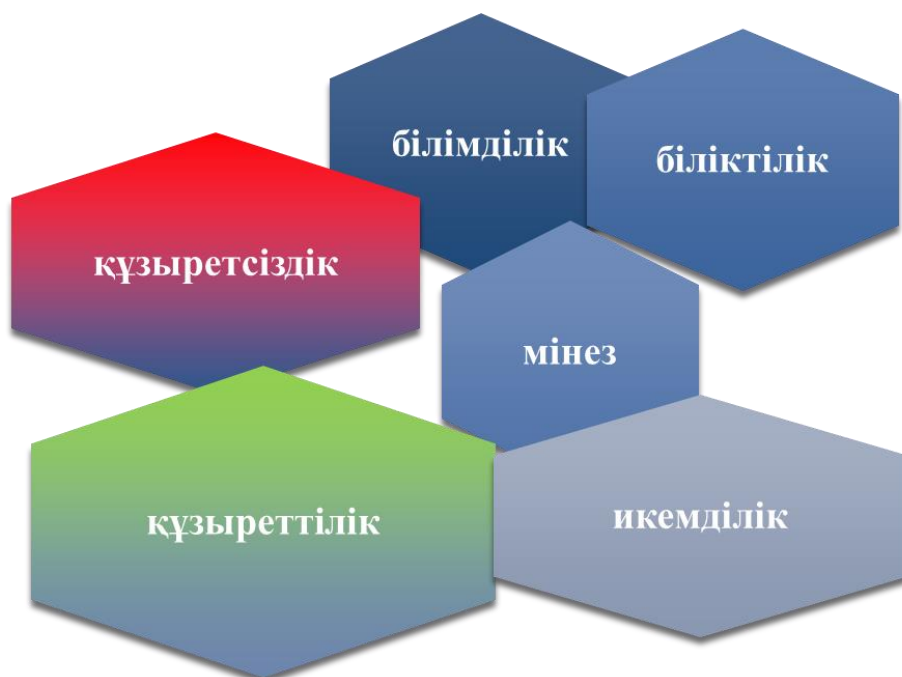 білімділік
біліктілік
құзыретсіздік
мінез
құзыреттілік
икемділік